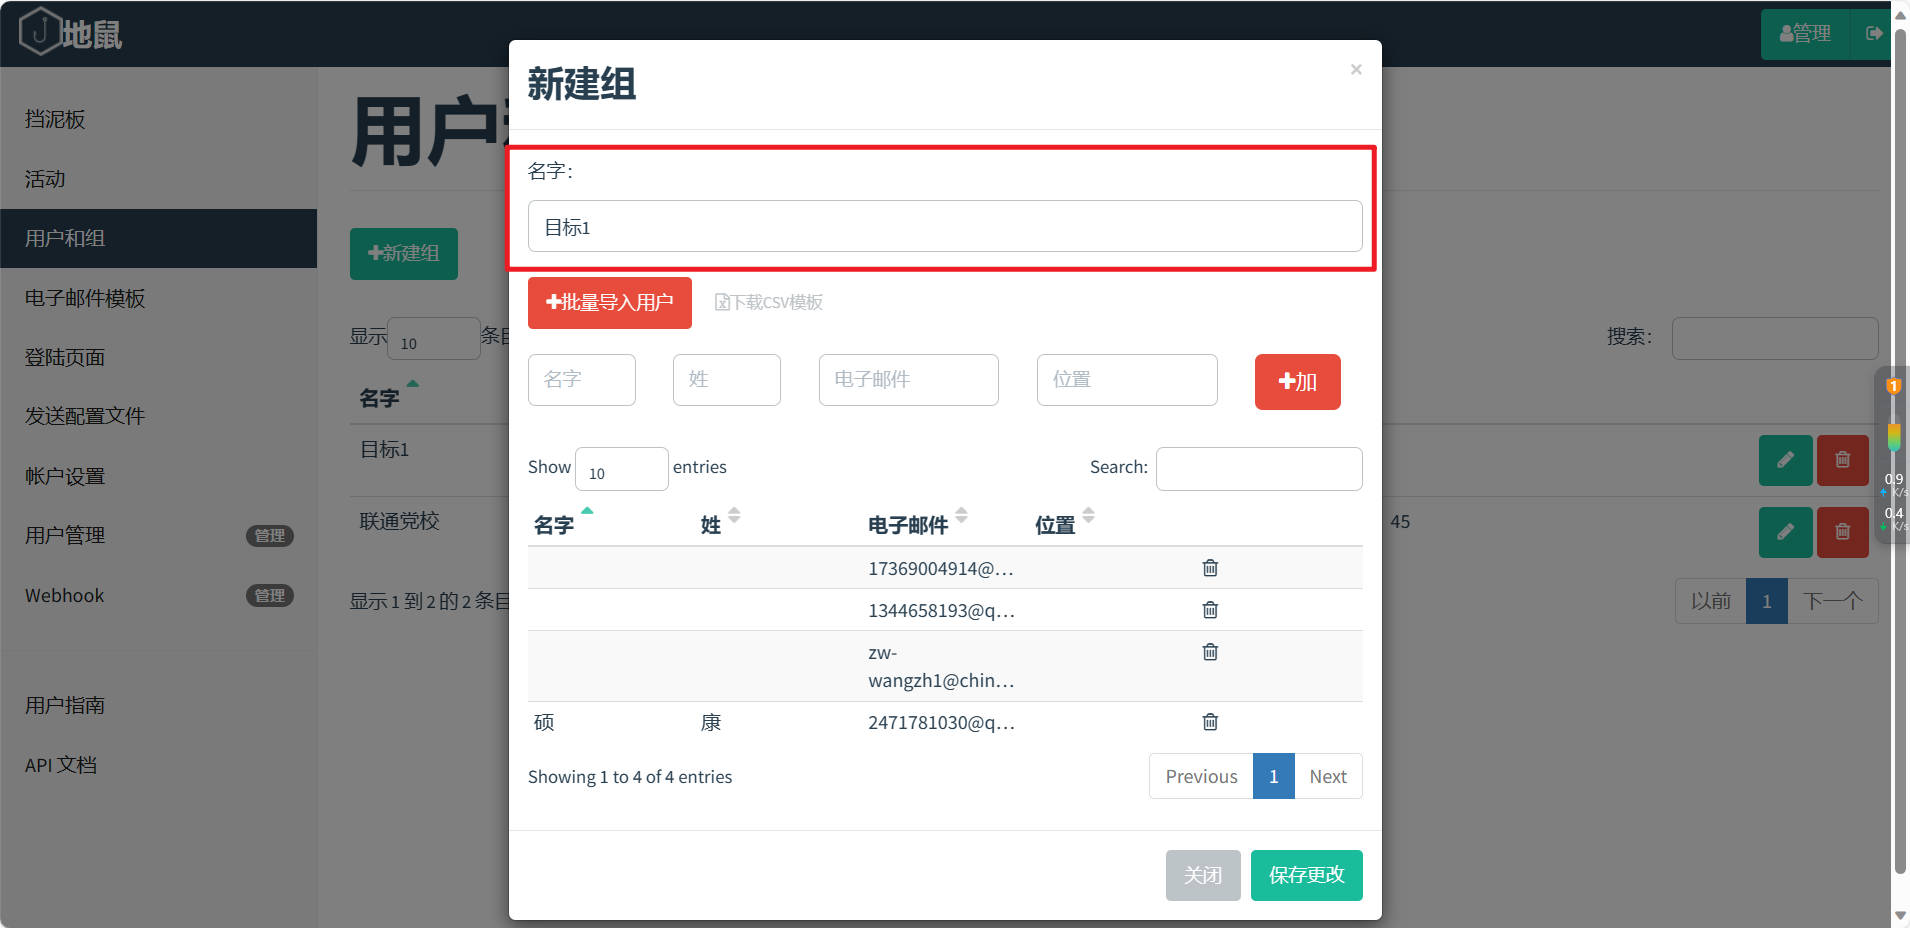 地鼠
管理
挡泥板
活动
用户和组
电子邮件模板
登陆页面
发送配置文件
帐户设置
用户管理 管理
Webhook 管理
用户指南
API 文档
用户
新建组
显示 10 条目
搜索：
名字
目标1
联通党校
45
显示 1 到 2 的 2 条目
以前 1 下一个
新建组
×
名字：
目标1
批量导入用户 下载CSV模板
名字 姓 电子邮件 位置 加
Show 10 entries Search:
名字 姓 电子邮件 位置
17369004914@...
1344658193@q...
zw-
wangzh1@chin...
硕 康 2471781030@q...
Showing 1 to 4 of 4 entries
Previous 1 Next
关闭 保存更改
1
0.9
K/s
0.4
K/s